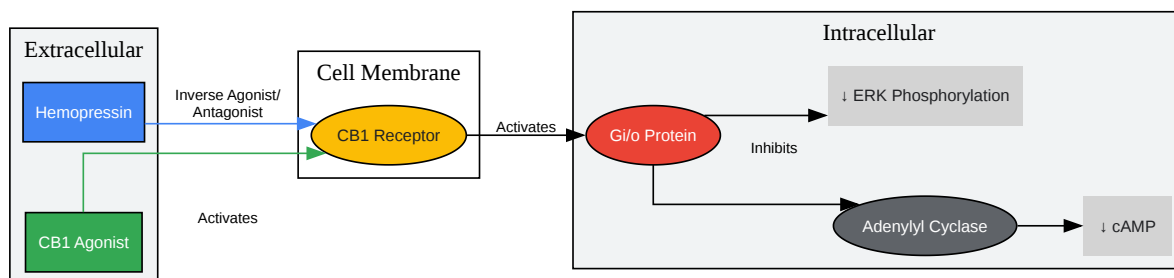 Extracellular
Hemopressin
CB1 Agonist
Inverse Agonist/
Antagonist
Activates
Cell Membrane
CB1 Receptor
Activates
Intracellular
Gi/o Protein
↓ ERK Phosphorylation
Inhibits
Adenylyl Cyclase
↓ cAMP